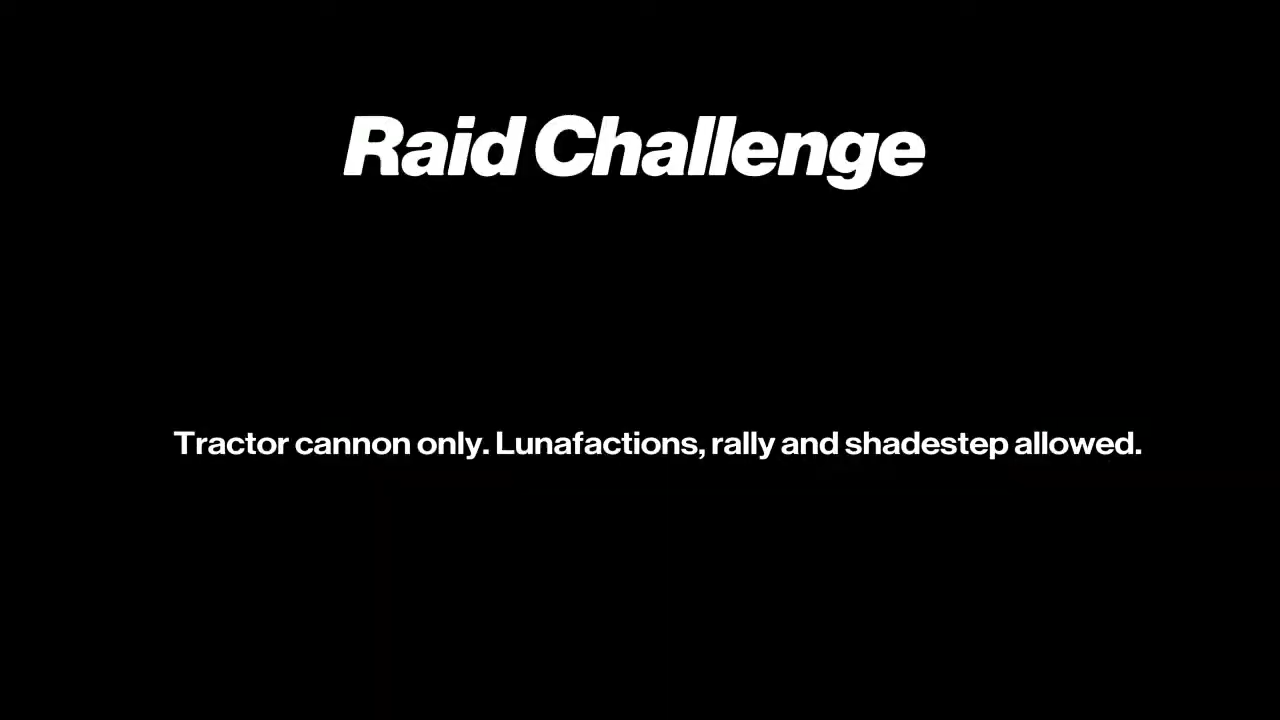 Raid Challenge
Tractor cannon only. Lunafactions, rally and shadestep allowed.